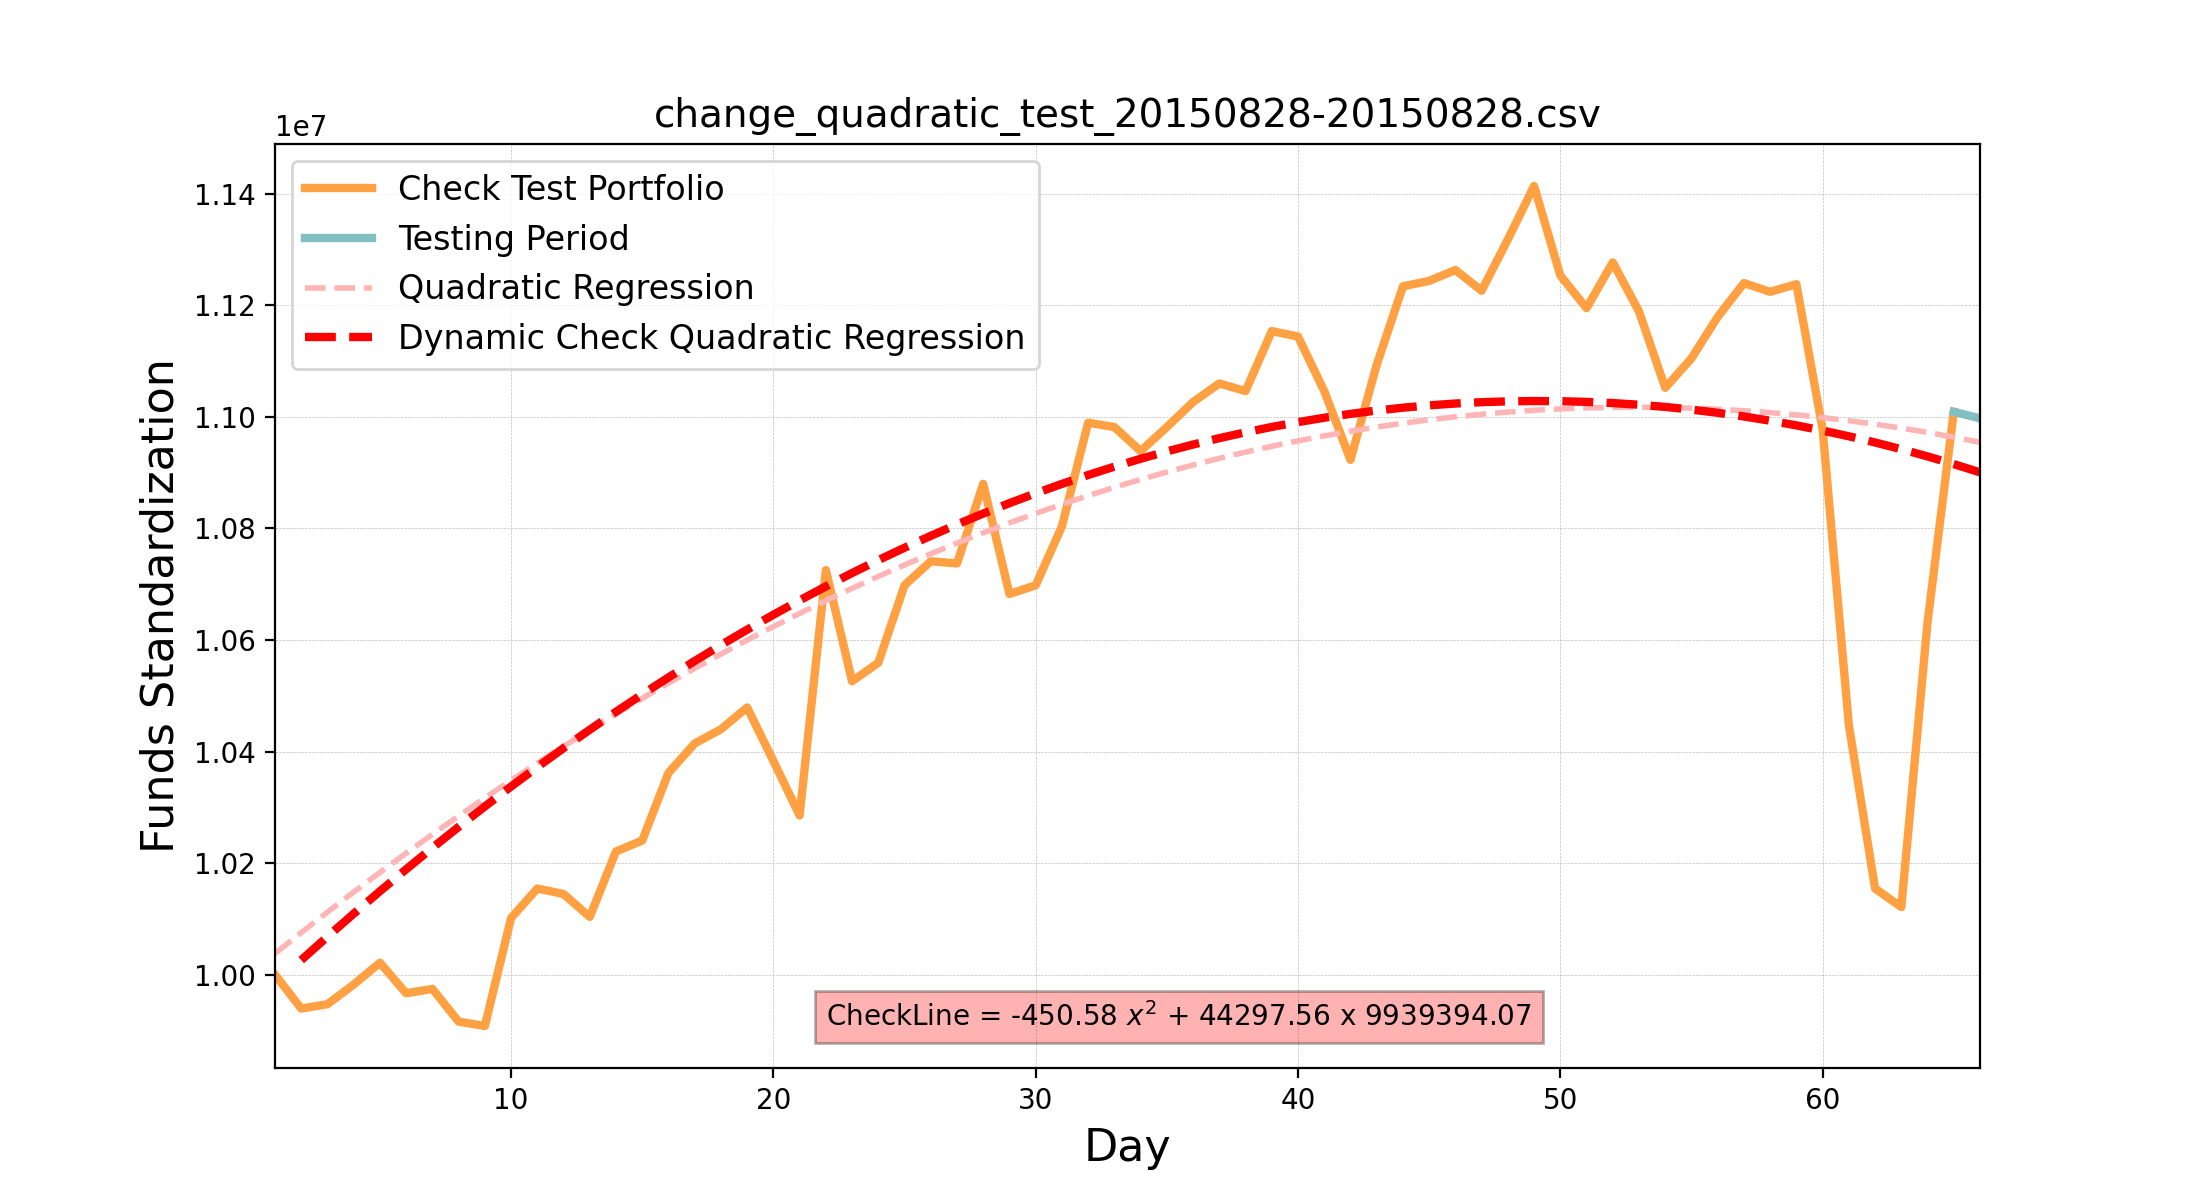 change_quadratic_test_20150828-20150828.csv
1e7
Check Test Portfolio
Testing Period
Quadratic Regression
Dynamic Check Quadratic Regression
1.14
1.12
1.10
1.08
1.06
1.04
1.02
1.00
Funds Standardization
CheckLine = -450.58 x² + 44297.56 x 9939394.07
10 20 30 40 50 60
Day